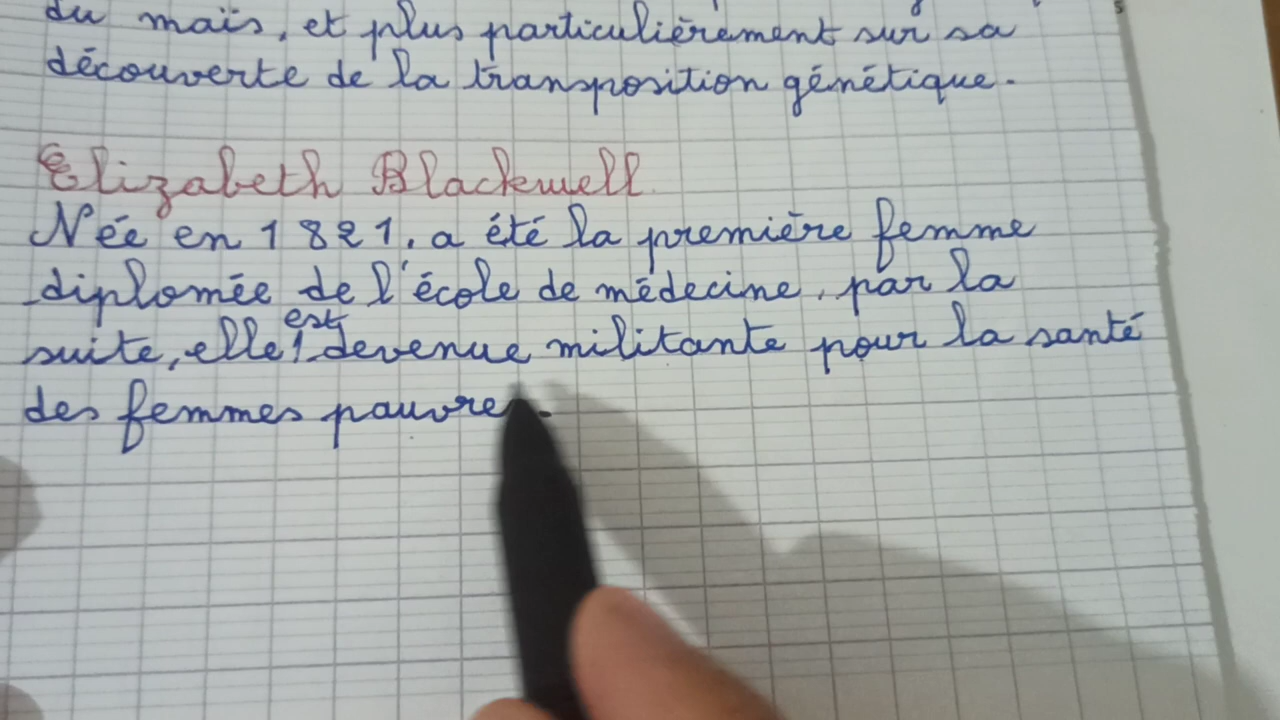 du maïs, et plus particulièrement sur sa
découverte de la transposition génétique.
Elizabeth Blackwell
Née en 1821, a été la première femme
diplomée de l'école de médecine, par la
suite, elle est devenue militante pour la santé
des femmes pauvres.